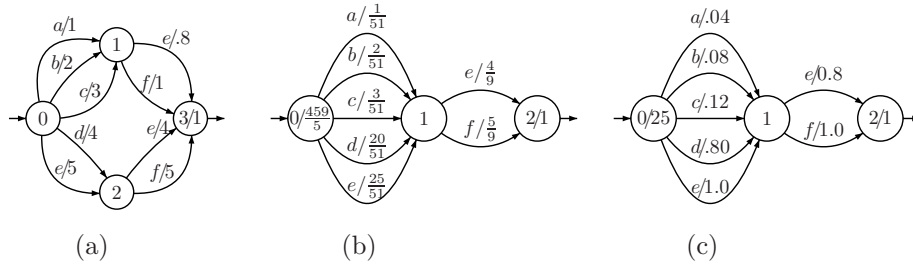 a/1
1
e/.8
b/2
c/3
f/1
0
3/1
d/4
e/4
e/5
f/5
2
(a)
a/1/51
b/2/51
e/4/9
0/459/5
c/3/51
1
2/1
d/20/51
f/5/9
e/25/51
(b)
a/.04
b/.08
e/0.8
0/25
c/.12
1
2/1
d/.80
f/1.0
e/1.0
(c)